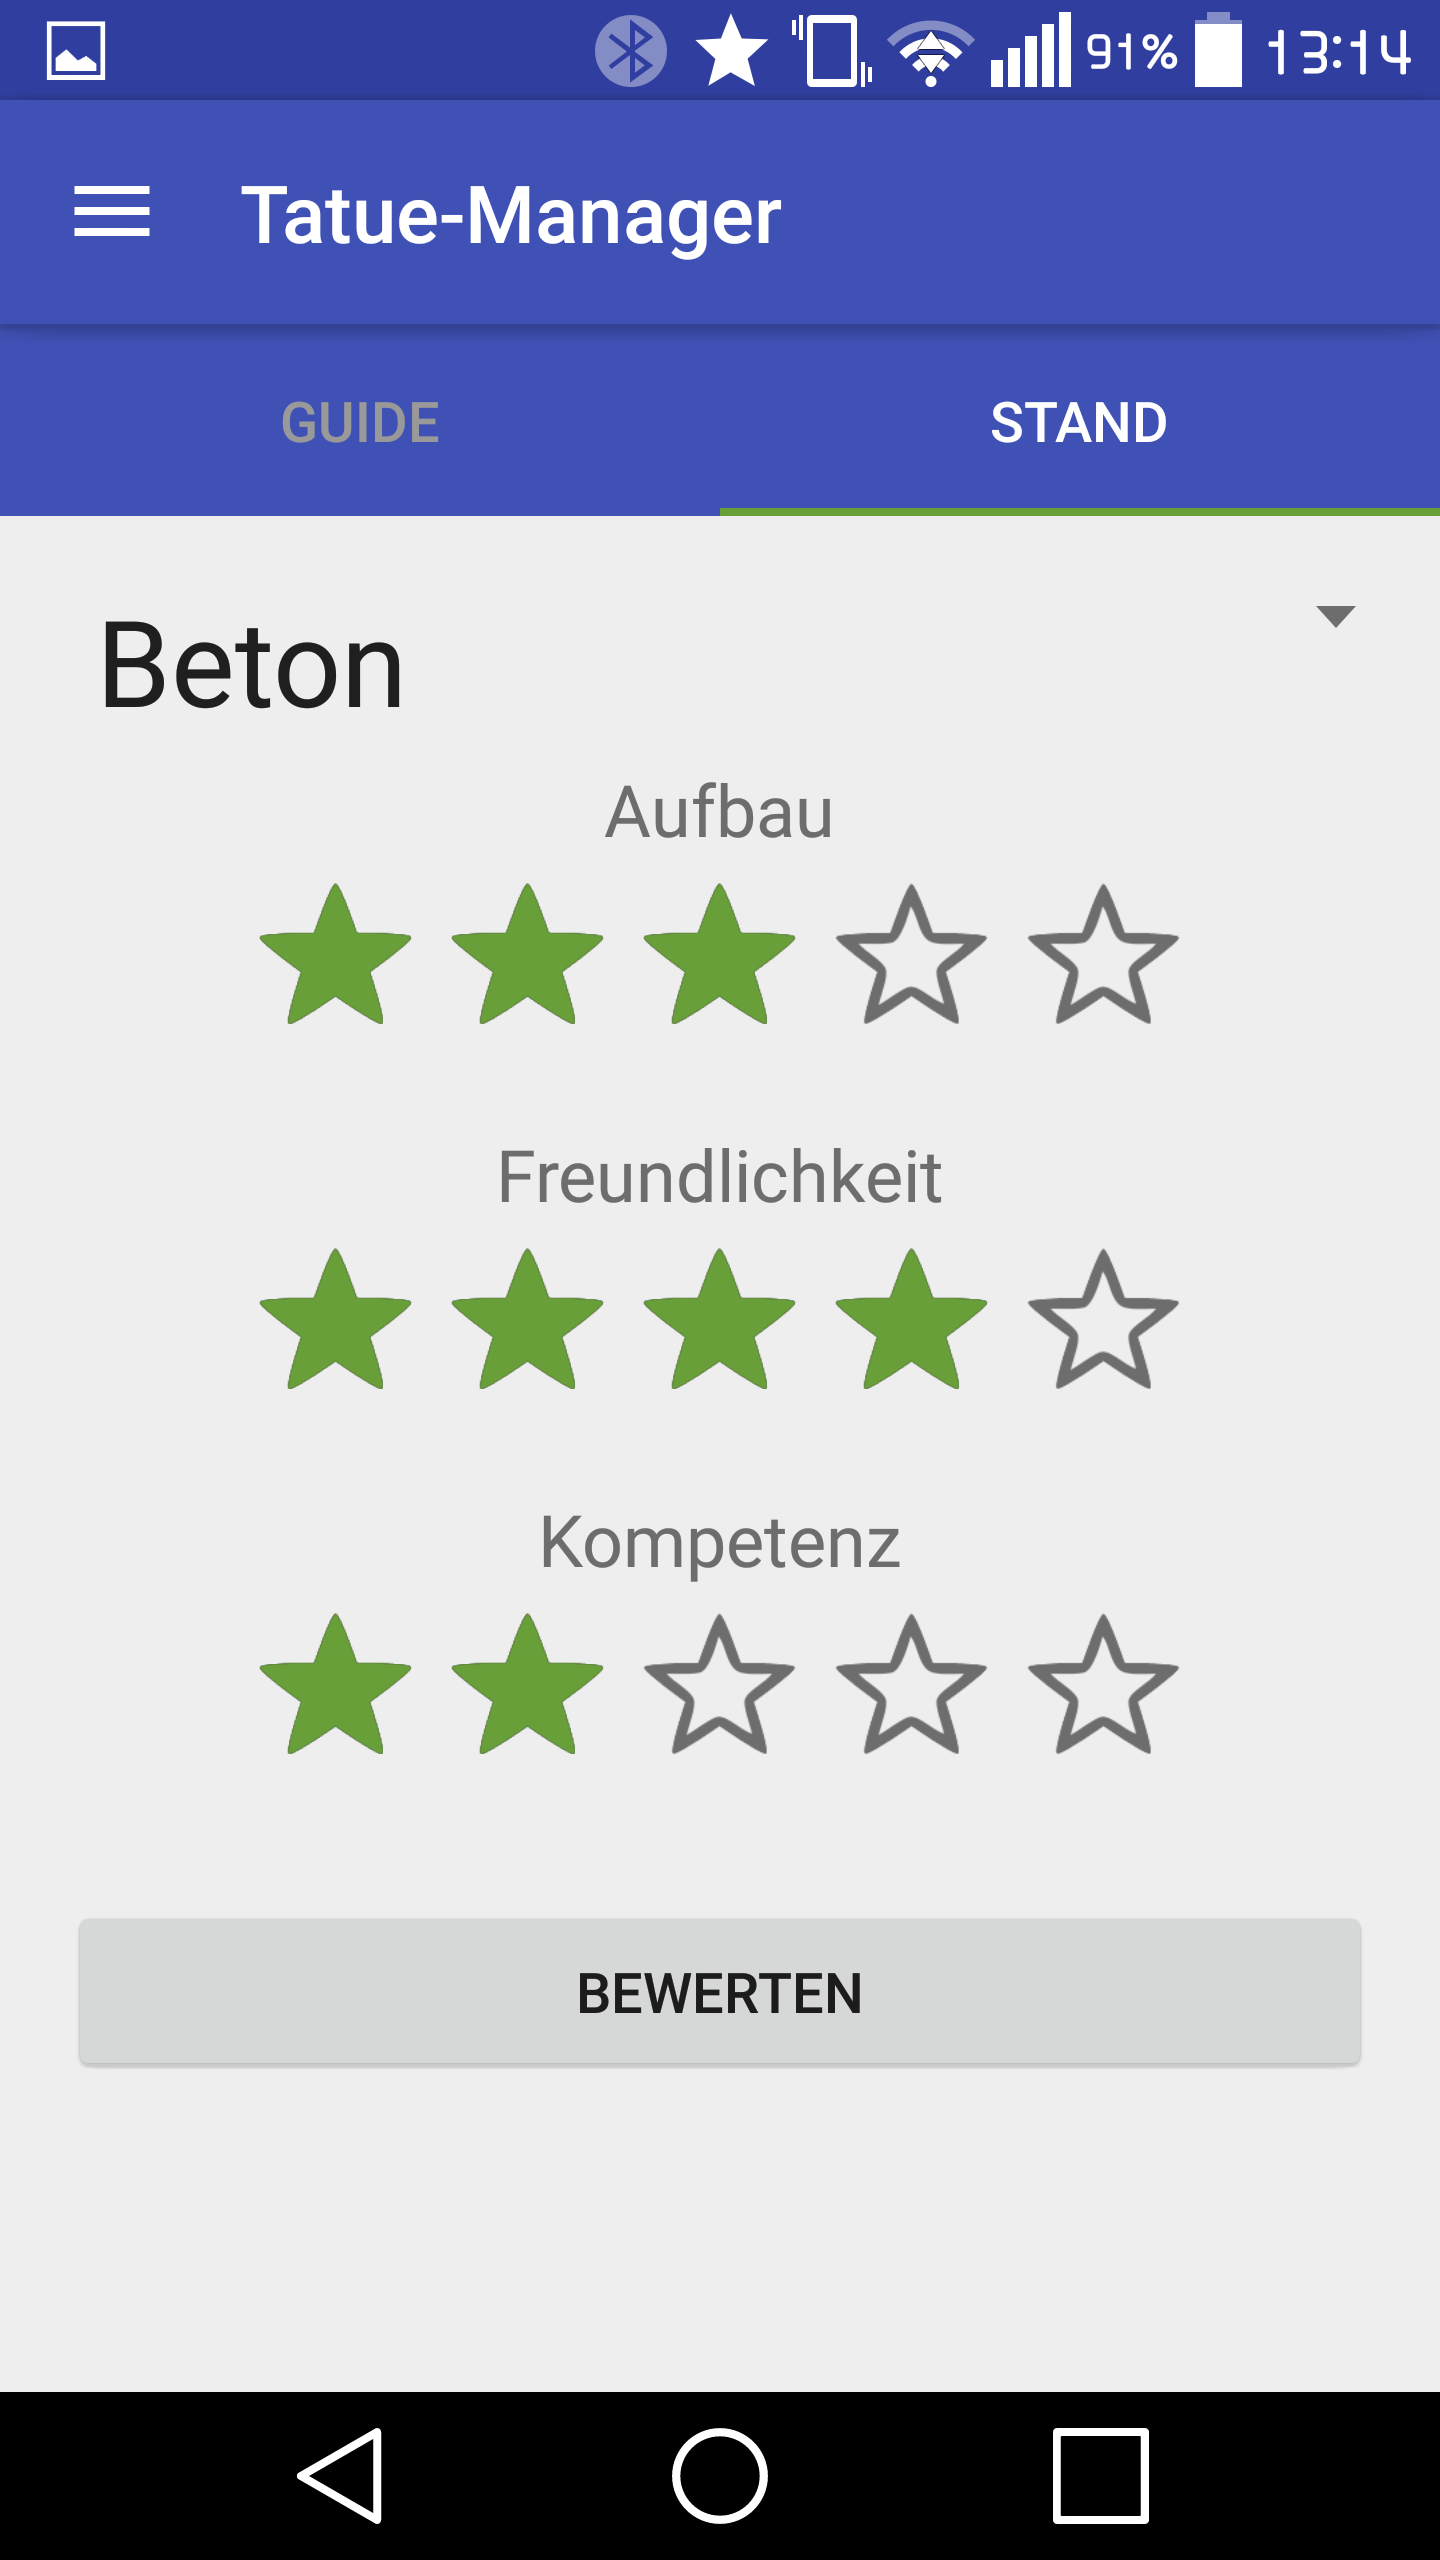 91% 13:14
Tatue-Manager
GUIDE STAND
Beton
Aufbau
Freundlichkeit
Kompetenz
BEWERTEN